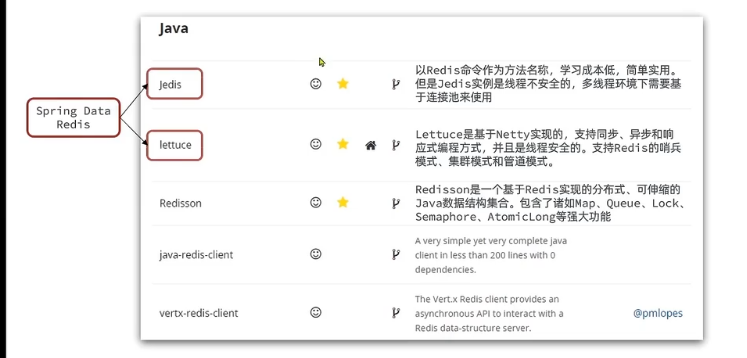 Java
Spring Data
Redis
Jedis
以Redis命令作为方法名称，学习成本低，简单实用。
但是Jedis实例是线程不安全的，多线程环境下需要基
于连接池来使用
lettuce
Lettuce是基于Netty实现的，支持同步、异步和响
应式编程方式，并且是线程安全的。支持Redis的哨兵
模式、集群模式和管道模式。
Redisson
Redisson是一个基于Redis实现的分布式、可伸缩的
Java数据结构集合。包含了诸如Map、Queue、Lock、
Semaphore、AtomicLong等强大功能
java-redis-client
A very simple yet very complete java
client in less than 200 lines with 0
dependencies.
vertx-redis-client
The Vert.x Redis client provides an
asynchronous API to interact with a
Redis data-structure server.
@pmlopes